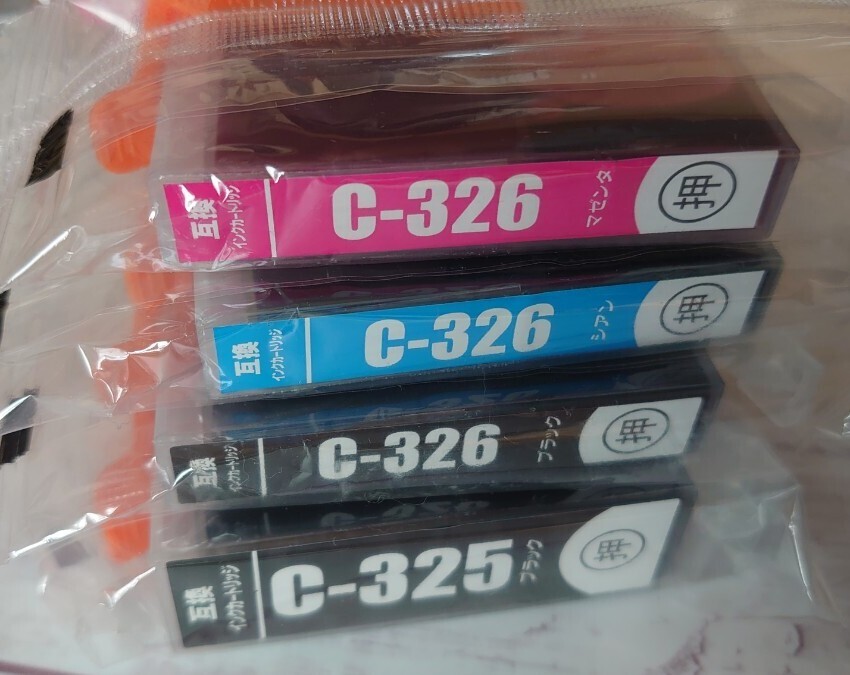 互換
インクカートリッジ
C-326
マゼンタ
押
互換
インクカートリッジ
C-326
シアン
押
互換
インクカートリッジ
C-326
ブラック
押
互換
インクカートリッジ
C-325
ブラック
押